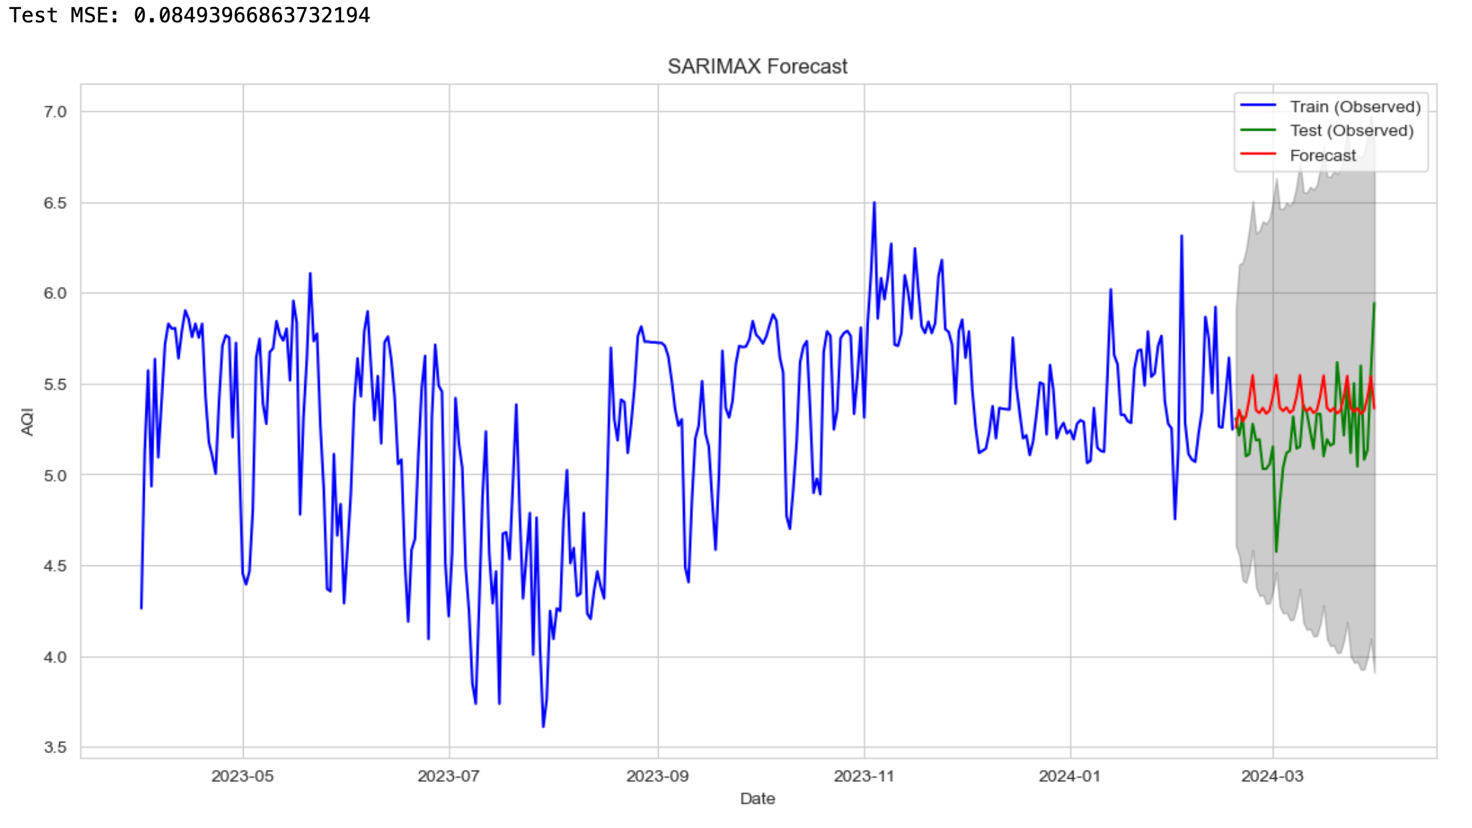 Test MSE: 0.08493966863732194
SARIMAX Forecast
7.0
6.5
6.0
5.5
5.0
4.5
4.0
3.5
AQI
Train (Observed)
Test (Observed)
Forecast
2023-05 2023-07 2023-09 2023-11 2024-01 2024-03
Date